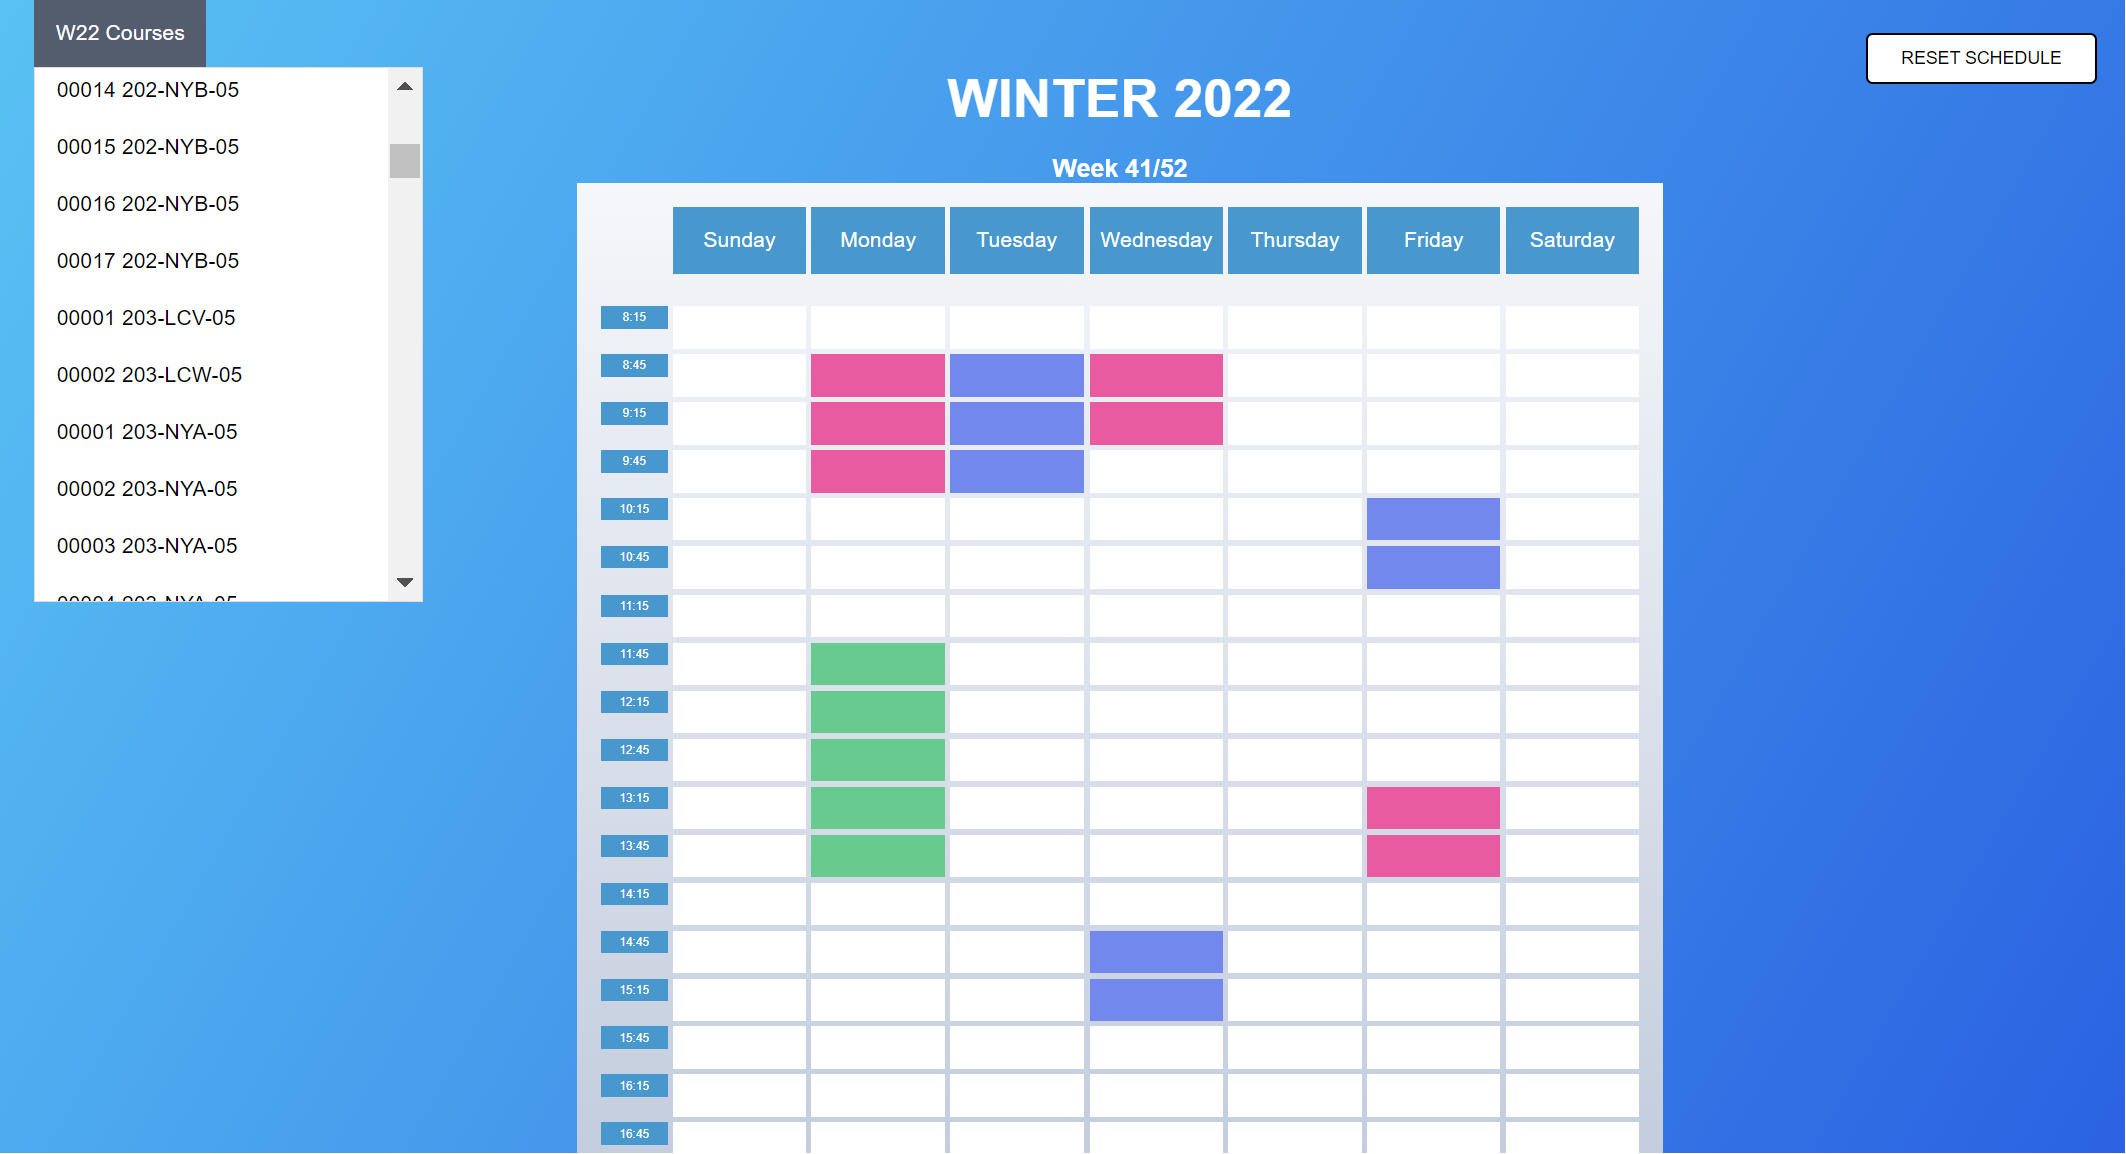 W22 Courses
RESET SCHEDULE
00014 202-NYB-05
00015 202-NYB-05
00016 202-NYB-05
00017 202-NYB-05
00001 203-LCV-05
00002 203-LCW-05
00001 203-NYA-05
00002 203-NYA-05
00003 203-NYA-05
00004 203-NYA-05
WINTER 2022
Week 41/52
Sunday Monday Tuesday Wednesday Thursday Friday Saturday
8:15
8:45
9:15
9:45
10:15
10:45
11:15
11:45
12:15
12:45
13:15
13:45
14:15
14:45
15:15
15:45
16:15
16:45